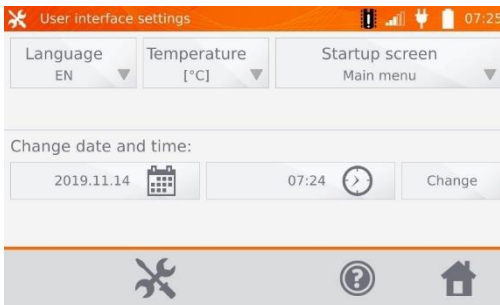 User interface settings 07:25
Language Temperature Startup screen
EN [°C] Main menu
Change date and time:
2019.11.14 07:24 Change